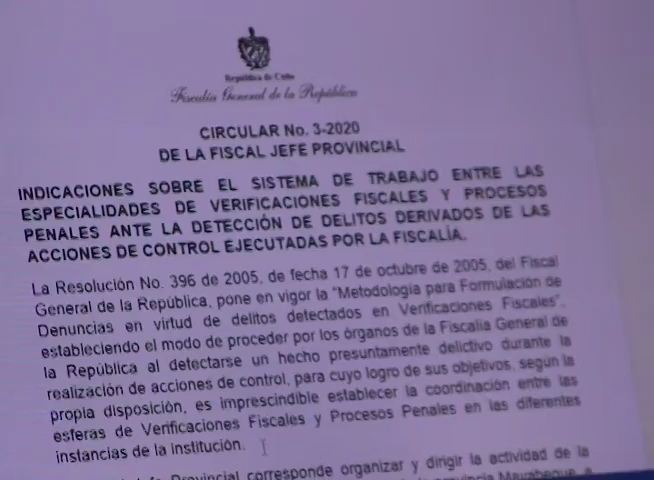 República de Cuba
Fiscalía General de la República
CIRCULAR No. 3-2020
DE LA FISCAL JEFE PROVINCIAL
INDICACIONES SOBRE EL SISTEMA DE TRABAJO ENTRE LAS
ESPECIALIDADES DE VERIFICACIONES FISCALES Y PROCESOS
PENALES ANTE LA DETECCIÓN DE DELITOS DERIVADOS DE LAS
ACCIONES DE CONTROL EJECUTADAS POR LA FISCALÍA.
La Resolución No. 396 de 2005, de fecha 17 de octubre de 2005, del Fiscal
General de la República, pone en vigor la "Metodología para Formulación de
Denuncias en virtud de delitos detectados en Verificaciones Fiscales",
estableciendo el modo de proceder por los órganos de la Fiscalía General de
la República al detectarse un hecho presuntamente delictivo durante la
realización de acciones de control, para cuyo logro de sus objetivos, según la
propia disposición, es imprescindible establecer la coordinación entre las
esferas de Verificaciones Fiscales y Procesos Penales en las diferentes
instancias de la institución.
Provincial corresponde organizar y dirigir la actividad de la
provincia Mayabeque, a